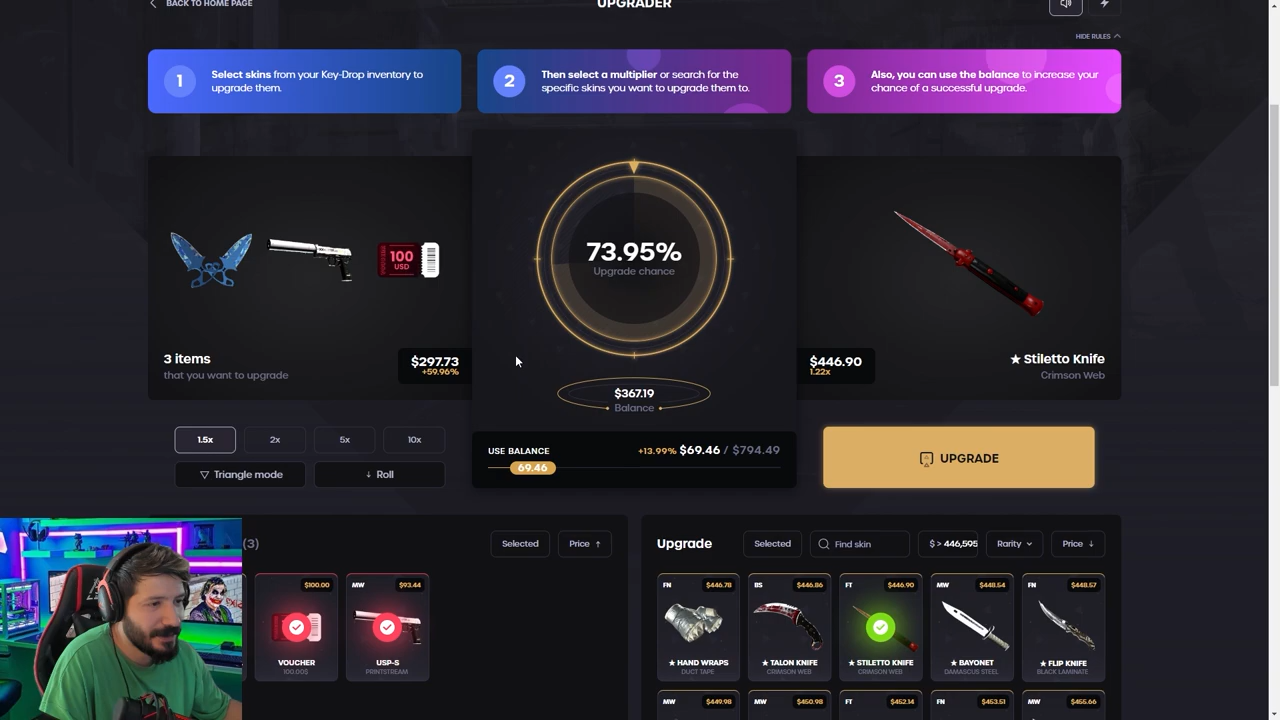 BACK TO HOME PAGE
UPGRADER
HIDE RULES
1
Select skins from your Key-Drop inventory to
upgrade them.
2
Then select a multiplier or search for the
specific skins you want to upgrade them to.
3
Also, you can use the balance to increase your
chance of a successful upgrade.
100
USD
3 items
that you want to upgrade
$297.73
+59.96%
73.95%
Upgrade chance
$367.19
Balance
$446.90
1.22x
★ Stiletto Knife
Crimson Web
1.5x
2x
5x
10x
Triangle mode
Roll
USE BALANCE
+13.99% $69.46 / $794.49
69.46
UPGRADE
(3)
Selected
Price ↑
$100.00
VOUCHER
100.00$
MW
$93.44
USP-S
PRINTSTREAM
Upgrade
Selected
Find skin
$ > 446,595
Rarity
Price ↓
FN
$446.78
★ HAND WRAPS
DUCT TAPE
BS
$446.86
★ TALON KNIFE
CRIMSON WEB
FT
$446.90
★ STILETTO KNIFE
CRIMSON WEB
MW
$448.54
★ BAYONET
DAMASCUS STEEL
FN
$448.57
★ FLIP KNIFE
BLACK LAMINATE
MW
$449.98
MW
$450.98
FT
$452.14
FN
$453.51
MW
$455.66